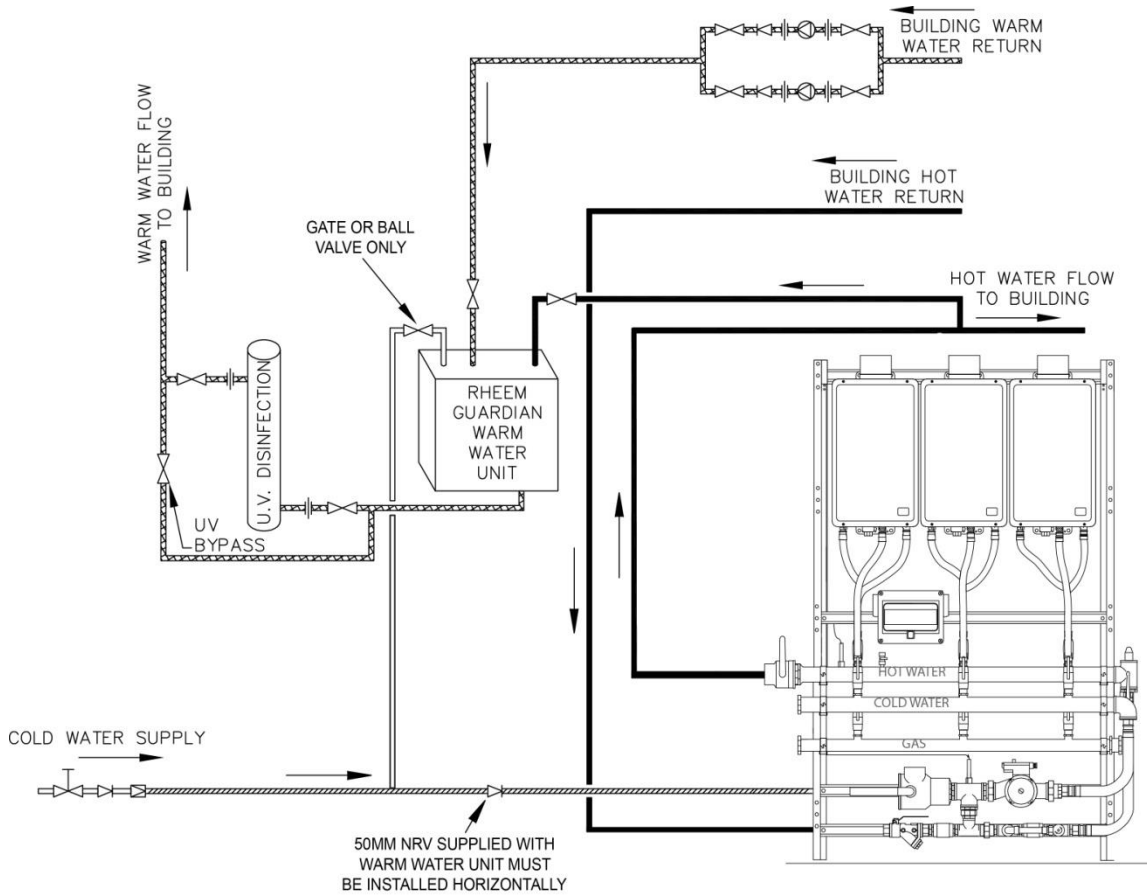 BUILDING WARM
WATER RETURN
WARM WATER FLOW
TO BUILDING
BUILDING HOT
WATER RETURN
GATE OR BALL
VALVE ONLY
HOT WATER FLOW
TO BUILDING
RHEEM
GUARDIAN
WARM
WATER
UNIT
U.V. DISINFECTION
UV
BYPASS
HOT WATER
COLD WATER
GAS
COLD WATER SUPPLY
50MM NRV SUPPLIED WITH
WARM WATER UNIT MUST
BE INSTALLED HORIZONTALLY